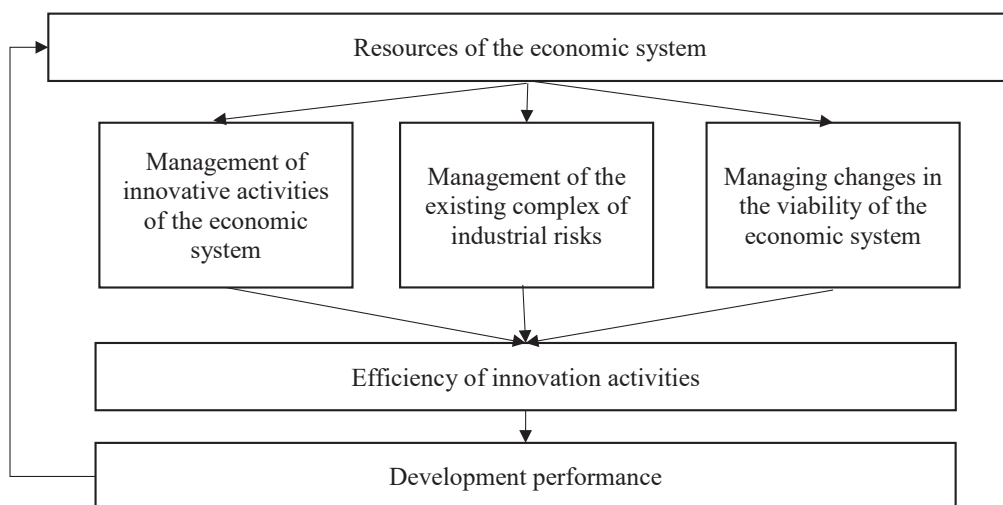 Resources of the economic system
Management of
innovative activities
of the economic
system
Management of the
existing complex of
industrial risks
Managing changes in
the viability of the
economic system
Efficiency of innovation activities
Development performance